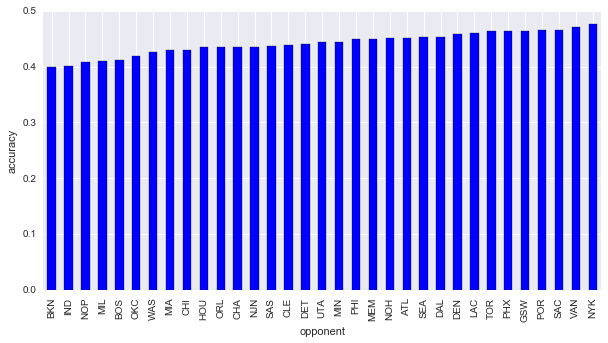 0.5
0.4
0.3
0.2
0.1
0.0
accuracy
BKN IND NOP MIL BOS OKC WAS MIA CHI HOU ORL CHA NJN SAS CLE DET UTA MIN PHI MEM NOH ATL SEA DAL DEN LAC TOR PHX GSW POR SAC VAN NYK
opponent